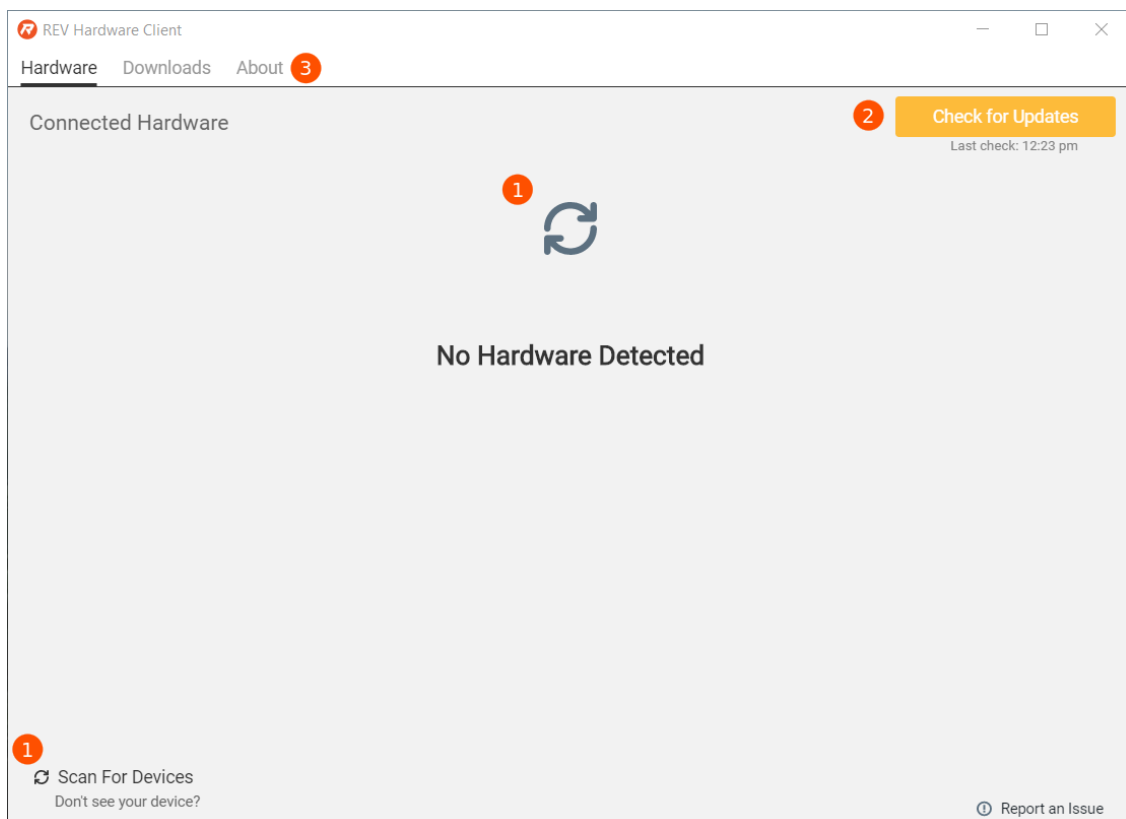 REV Hardware Client
Hardware Downloads About 3
Connected Hardware
2 Check for Updates
Last check: 12:23 pm
1
No Hardware Detected
1
Scan For Devices
Don't see your device?
Report an Issue